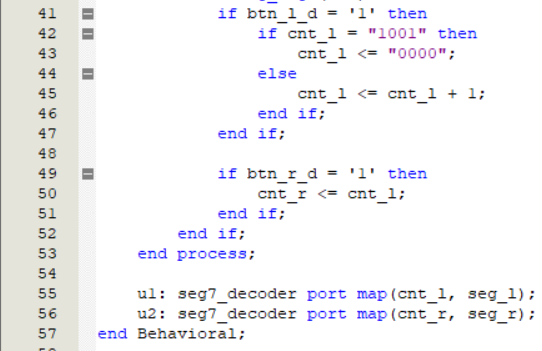 41 if btn_l_d = '1' then
42 if cnt_l = "1001" then
43 cnt_l <= "0000";
44 else
45 cnt_l <= cnt_l + 1;
46 end if;
47 end if;
48
49 if btn_r_d = '1' then
50 cnt_r <= cnt_l;
51 end if;
52 end if;
53 end process;
54
55 u1: seg7_decoder port map(cnt_l, seg_l);
56 u2: seg7_decoder port map(cnt_r, seg_r);
57 end Behavioral;